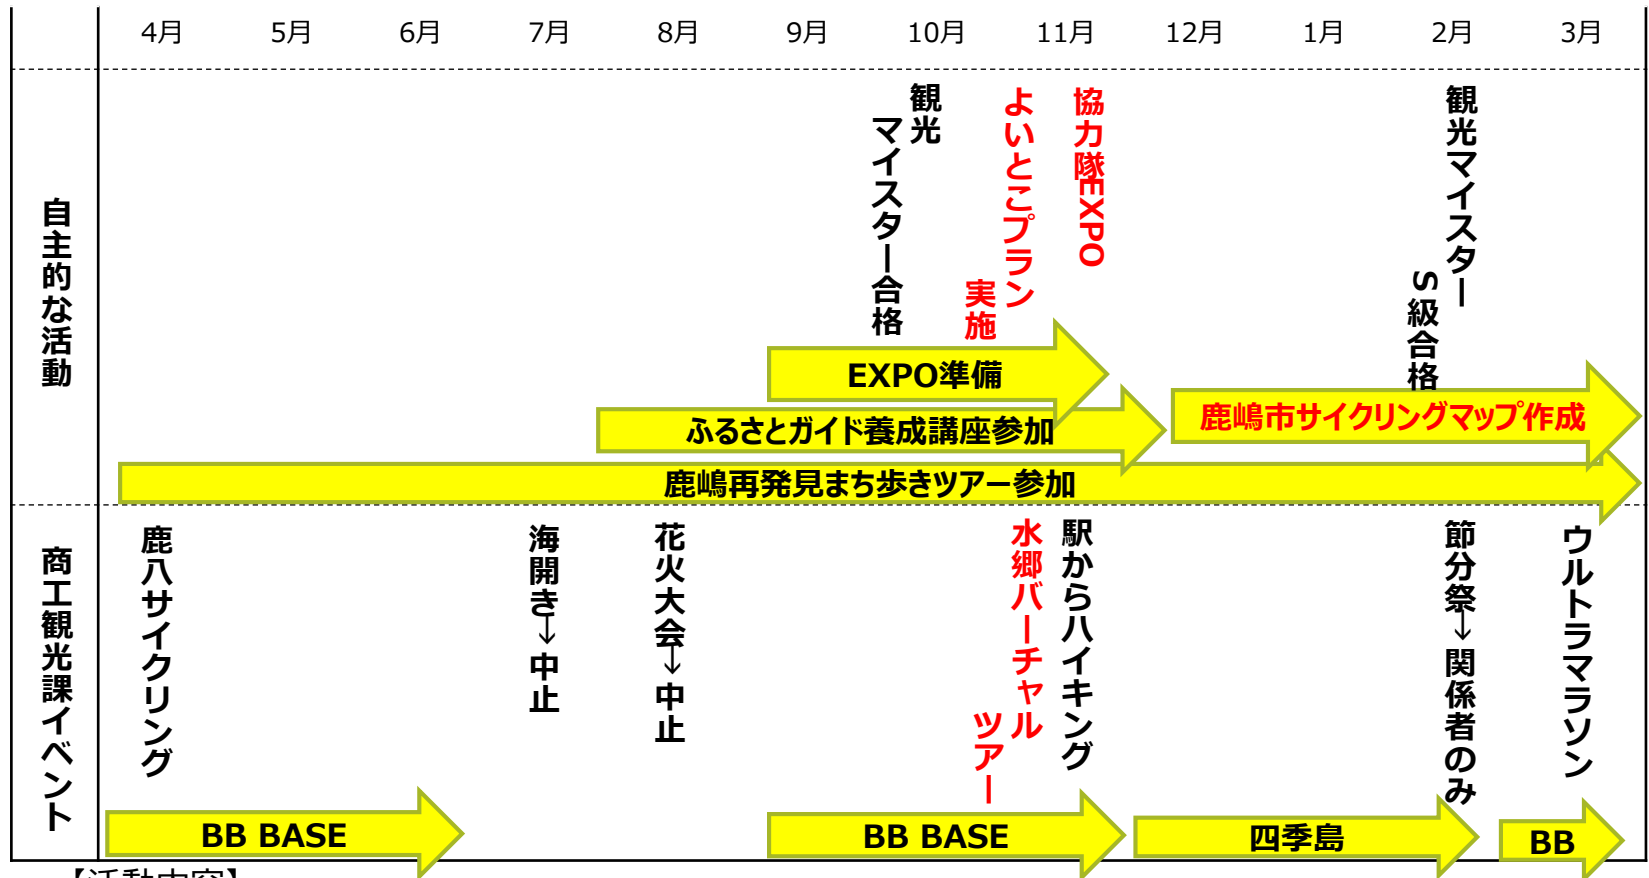 4月 5月 6月 7月 8月 9月 10月 11月 12月 1月 2月 3月
自主的な活動
観光
マイスター合格
よいとこプラン
実施
協力隊EXPO
観光マイスター
S級合格
EXPO準備
ふるさとガイド養成講座参加
鹿嶋市サイクリングマップ作成
鹿嶋再発見まち歩きツアー参加
商工観光課イベント
鹿八サイクリング
海開き→中止
花火大会→中止
水郷バーチャル
ツアー
駅からハイキング
節分祭→関係者のみ
ウルトラマラソン
BB BASE
BB BASE
四季島
BB
【活動内容】